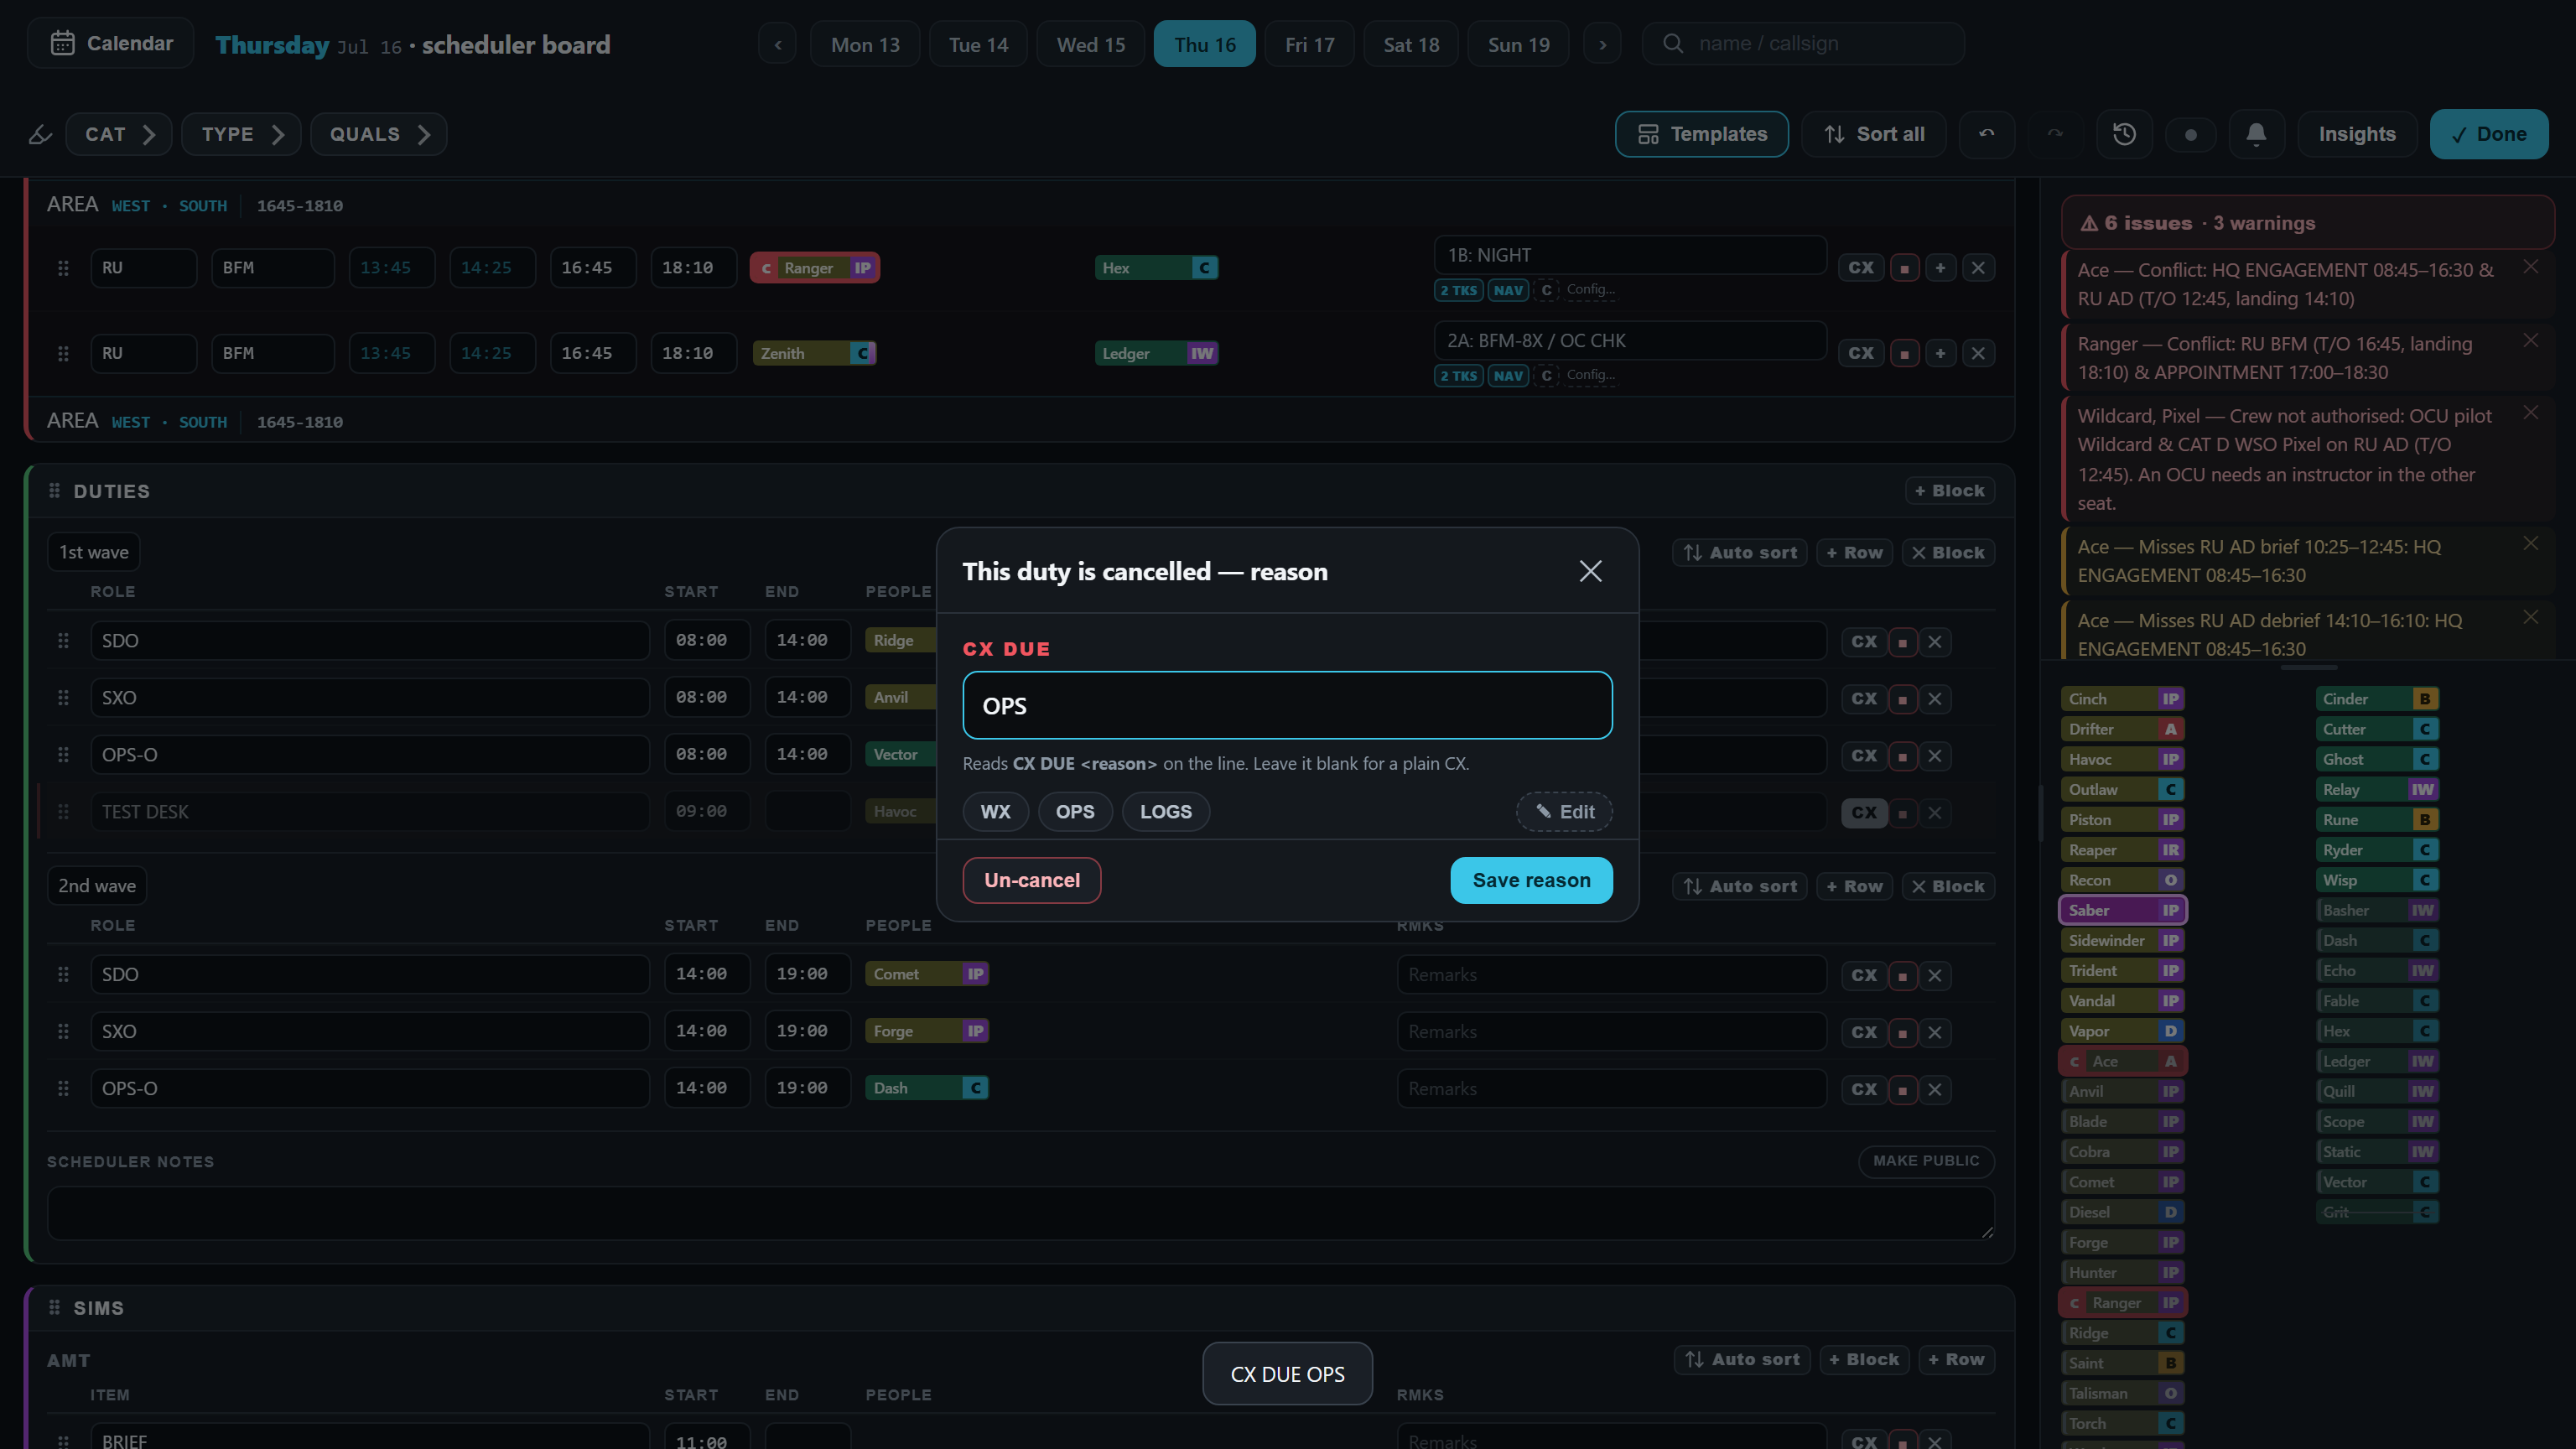 Calendar
Thursday Jul 16 • scheduler board
‹ Mon 13 Tue 14 Wed 15 Thu 16 Fri 17 Sat 18 Sun 19 ›
name / callsign
CAT TYPE QUALS
Templates Sort all Insights ✓ Done
AREA WEST · SOUTH 1645-1810
RU BFM 13:45 14:25 16:45 18:10 c Ranger IP Hex C 1B: NIGHT CX + ✕
2 TKS NAV C Config...
RU BFM 13:45 14:25 16:45 18:10 Zenith C Ledger IW 2A: BFM-8X / OC CHK CX + ✕
2 TKS NAV C Config...
AREA WEST · SOUTH 1645-1810
DUTIES + Block
1st wave Auto sort + Row ✕ Block
ROLE START END PEOPLE
SDO 08:00 14:00 Ridge CX ✕
SXO 08:00 14:00 Anvil CX ✕
OPS-O 08:00 14:00 Vector CX ✕
TEST DESK 09:00 Havoc CX ✕
2nd wave Auto sort + Row ✕ Block
ROLE START END PEOPLE RMKS
SDO 14:00 19:00 Comet IP Remarks CX ✕
SXO 14:00 19:00 Forge IP Remarks CX ✕
OPS-O 14:00 19:00 Dash C Remarks CX ✕
SCHEDULER NOTES MAKE PUBLIC
SIMS
AMT Auto sort + Block + Row
ITEM START END PEOPLE RMKS
BRIEF 11:00 Remarks CX ✕
This duty is cancelled — reason
CX DUE
OPS
Reads CX DUE <reason> on the line. Leave it blank for a plain CX.
WX OPS LOGS Edit
Un-cancel Save reason
CX DUE OPS
⚠ 6 issues · 3 warnings
Ace — Conflict: HQ ENGAGEMENT 08:45–16:30 &
RU AD (T/O 12:45, landing 14:10)
Ranger — Conflict: RU BFM (T/O 16:45, landing
18:10) & APPOINTMENT 17:00–18:30
Wildcard, Pixel — Crew not authorised: OCU pilot
Wildcard & CAT D WSO Pixel on RU AD (T/O
12:45). An OCU needs an instructor in the other
seat.
Ace — Misses RU AD brief 10:25–12:45: HQ
ENGAGEMENT 08:45–16:30
Ace — Misses RU AD debrief 14:10–16:10: HQ
ENGAGEMENT 08:45–16:30
Cinch IP
Drifter A
Havoc IP
Outlaw C
Piston IP
Reaper IR
Recon O
Saber IP
Sidewinder IP
Trident IP
Vandal IP
Vapor D
c Ace A
Anvil IP
Blade IP
Cobra IP
Comet IP
Diesel D
Forge IP
Hunter IP
c Ranger IP
Ridge C
Saint B
Talisman O
Torch C
Cinder B
Cutter C
Ghost C
Relay IW
Rune B
Ryder C
Wisp C
Basher IW
Dash C
Echo IW
Fable C
Hex C
Ledger IW
Quill IW
Scope IW
Static IW
Vector C
Grit C